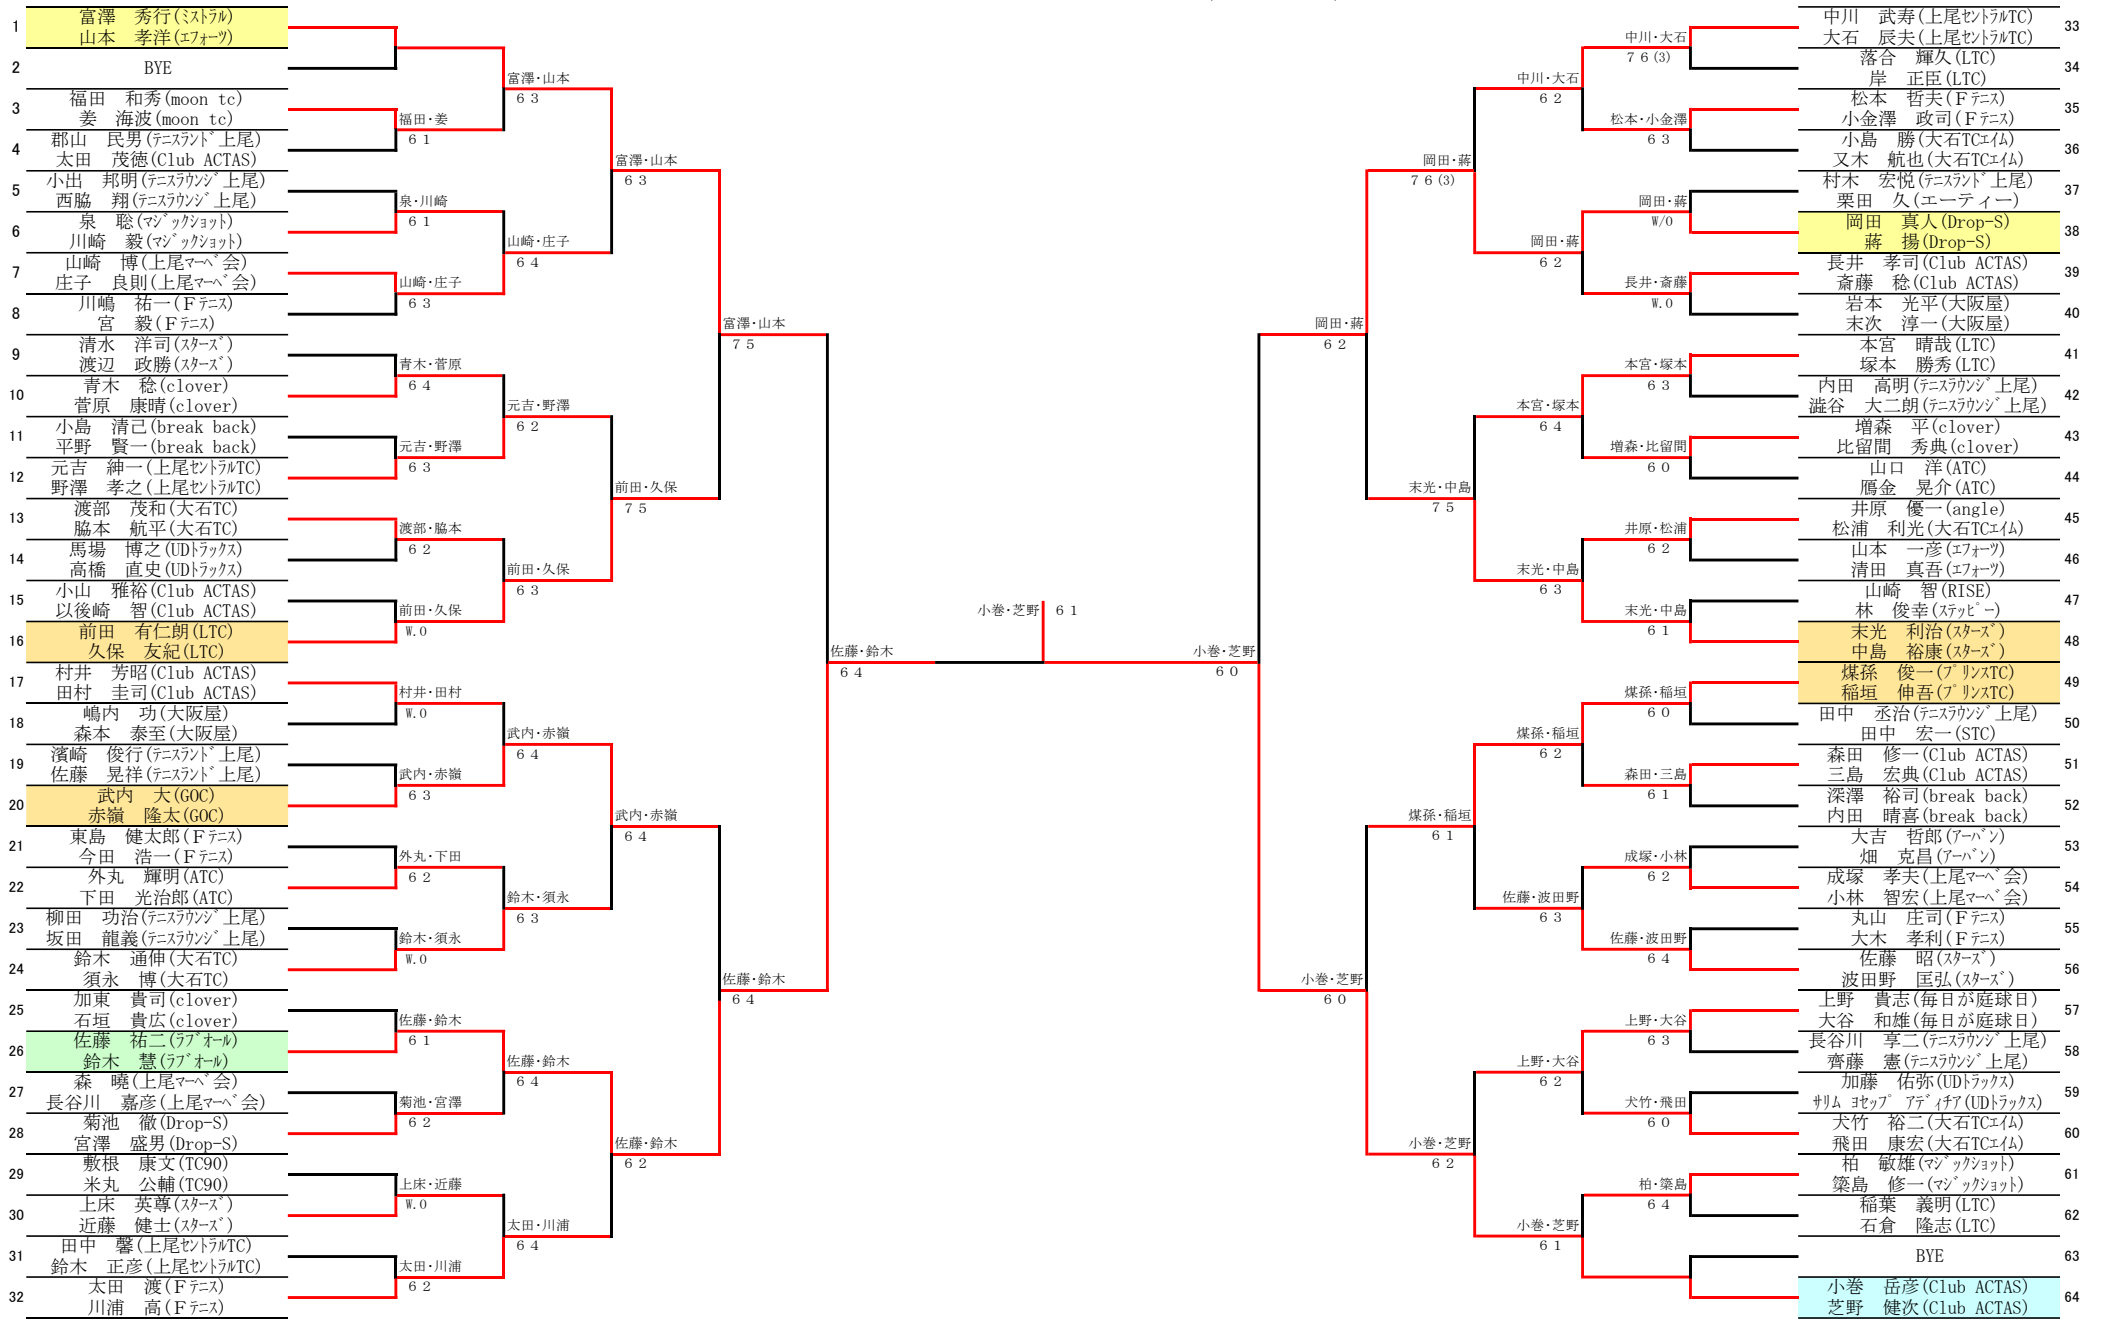 1
富澤　秀行(ﾐｽﾄﾗﾙ)
山本　孝洋(ｴﾌｫｰﾂ)
2
BYE
3
福田　和秀(moon tc)
姜　海波(moon tc)
4
郡山　民男(ﾃﾆｽﾗﾝﾄﾞ上尾)
太田　茂徳(Club ACTAS)
5
小出　邦明(ﾃﾆｽﾗｳﾝｼﾞ上尾)
西脇　翔(ﾃﾆｽﾗｳﾝｼﾞ上尾)
6
泉　聡(ﾏｼﾞｯｸｼｮｯﾄ)
川崎　毅(ﾏｼﾞｯｸｼｮｯﾄ)
7
山崎　博(上尾ﾏｰﾍﾞ会)
庄子　良則(上尾ﾏｰﾍﾞ会)
8
川嶋　祐一(Ｆﾃﾆｽ)
宮　毅(Ｆﾃﾆｽ)
9
清水　洋司(ｽﾀｰｽﾞ)
渡辺　政勝(ｽﾀｰｽﾞ)
10
青木　稔(clover)
菅原　康晴(clover)
11
小島　清己(break back)
平野　賢一(break back)
12
元吉　紳一(上尾ｾﾝﾄﾗﾙTC)
野澤　孝之(上尾ｾﾝﾄﾗﾙTC)
13
渡部　茂和(大石TC)
脇本　航平(大石TC)
14
馬場　博之(UDﾄﾗｯｸｽ)
高橋　直史(UDﾄﾗｯｸｽ)
15
小山　雅裕(Club ACTAS)
以後崎　智(Club ACTAS)
16
前田　有仁朗(LTC)
久保　友紀(LTC)
17
村井　芳昭(Club ACTAS)
田村　圭司(Club ACTAS)
18
嶋内　功(大阪屋)
森本　泰至(大阪屋)
19
濱崎　俊行(ﾃﾆｽﾗﾝﾄﾞ上尾)
佐藤　晃祥(ﾃﾆｽﾗﾝﾄﾞ上尾)
20
武内　大(GOC)
赤嶺　隆太(GOC)
21
東島　健太郎(Ｆﾃﾆｽ)
今田　浩一(Ｆﾃﾆｽ)
22
外丸　輝明(ATC)
下田　光治郎(ATC)
23
柳田　功治(ﾃﾆｽﾗｳﾝｼﾞ上尾)
坂田　龍義(ﾃﾆｽﾗｳﾝｼﾞ上尾)
24
鈴木　通伸(大石TC)
須永　博(大石TC)
25
加東　貴司(clover)
石垣　貴広(clover)
26
佐藤　祐二(ﾗﾌﾞｵｰﾙ)
鈴木　慧(ﾗﾌﾞｵｰﾙ)
27
森　曉(上尾ﾏｰﾍﾞ会)
長谷川　嘉彦(上尾ﾏｰﾍﾞ会)
28
菊池　徹(Drop-S)
宮澤　盛男(Drop-S)
29
敷根　康文(TC90)
米丸　公輔(TC90)
30
上床　英尊(ｽﾀｰｽﾞ)
近藤　健士(ｽﾀｰｽﾞ)
31
田中　馨(上尾ｾﾝﾄﾗﾙTC)
鈴木　正彦(上尾ｾﾝﾄﾗﾙTC)
32
太田　渡(Ｆﾃﾆｽ)
川浦　高(Ｆﾃﾆｽ)
福田・姜
6 1
泉・川崎
6 1
山崎・庄子
6 3
青木・菅原
6 4
元吉・野澤
6 3
渡部・脇本
6 2
前田・久保
W.0
村井・田村
W.0
武内・赤嶺
6 3
外丸・下田
6 2
鈴木・須永
W.0
佐藤・鈴木
6 1
菊池・宮澤
6 2
上床・近藤
W.0
太田・川浦
6 2
富澤・山本
6 3
山崎・庄子
6 4
元吉・野澤
6 2
前田・久保
6 3
武内・赤嶺
6 4
鈴木・須永
6 3
佐藤・鈴木
6 4
太田・川浦
6 4
富澤・山本
6 3
前田・久保
7 5
武内・赤嶺
6 4
佐藤・鈴木
6 2
富澤・山本
7 5
佐藤・鈴木
6 4
佐藤・鈴木
6 4
小巻・芝野
6 1
小巻・芝野
6 0
岡田・蔣
6 2
小巻・芝野
6 0
岡田・蔣
7 6 (3)
末光・中島
7 5
煤孫・稲垣
6 1
小巻・芝野
6 2
中川・大石
6 2
岡田・蔣
6 2
本宮・塚本
6 4
末光・中島
6 3
煤孫・稲垣
6 2
佐藤・波田野
6 3
上野・大谷
6 2
小巻・芝野
6 1
中川・大石
7 6 (3)
松本・小金澤
6 3
岡田・蔣
W/0
長井・斎藤
W.0
本宮・塚本
6 3
増森・比留間
6 0
井原・松浦
6 2
末光・中島
6 1
煤孫・稲垣
6 0
森田・三島
6 1
成塚・小林
6 2
佐藤・波田野
6 4
上野・大谷
6 3
犬竹・飛田
6 0
柏・簗島
6 4
中川　武寿(上尾ｾﾝﾄﾗﾙTC)
大石　辰夫(上尾ｾﾝﾄﾗﾙTC)
33
落合　輝久(LTC)
岸　正臣(LTC)
34
松本　哲夫(Ｆﾃﾆｽ)
小金澤　政司(Ｆﾃﾆｽ)
35
小島　勝(大石TCｴｲﾑ)
又木　航也(大石TCｴｲﾑ)
36
村木　宏悦(ﾃﾆｽﾗﾝﾄﾞ上尾)
栗田　久(エーティー)
37
岡田　真人(Drop-S)
蔣　揚(Drop-S)
38
長井　孝司(Club ACTAS)
斎藤　稔(Club ACTAS)
39
岩本　光平(大阪屋)
末次　淳一(大阪屋)
40
本宮　晴哉(LTC)
塚本　勝秀(LTC)
41
内田　高明(ﾃﾆｽﾗｳﾝｼﾞ上尾)
澁谷　大二朗(ﾃﾆｽﾗｳﾝｼﾞ上尾)
42
増森　平(clover)
比留間　秀典(clover)
43
山口　洋(ATC)
鴈金　晃介(ATC)
44
井原　優一(angle)
松浦　利光(大石TCｴｲﾑ)
45
山本　一彦(ｴﾌｫｰﾂ)
清田　真吾(ｴﾌｫｰﾂ)
46
山崎　智(RISE)
林　俊幸(ｽﾃｯﾋﾟｰ)
47
末光　利治(ｽﾀｰｽﾞ)
中島　裕康(ｽﾀｰｽﾞ)
48
煤孫　俊一(ﾌﾟﾘﾝｽTC)
稲垣　伸吾(ﾌﾟﾘﾝｽTC)
49
田中　丞治(ﾃﾆｽﾗｳﾝｼﾞ上尾)
田中　宏一(STC)
50
森田　修一(Club ACTAS)
三島　宏典(Club ACTAS)
51
深澤　裕司(break back)
内田　晴喜(break back)
52
大吉　哲郎(ｱｰﾊﾞﾝ)
畑　克昌(ｱｰﾊﾞﾝ)
53
成塚　孝夫(上尾ﾏｰﾍﾞ会)
小林　智宏(上尾ﾏｰﾍﾞ会)
54
丸山　庄司(Ｆﾃﾆｽ)
大木　孝利(Ｆﾃﾆｽ)
55
佐藤　昭(ｽﾀｰｽﾞ)
波田野　匡弘(ｽﾀｰｽﾞ)
56
上野　貴志(毎日が庭球日)
大谷　和雄(毎日が庭球日)
57
長谷川　享二(ﾃﾆｽﾗｳﾝｼﾞ上尾)
齊藤　憲(ﾃﾆｽﾗｳﾝｼﾞ上尾)
58
加藤　佑弥(UDﾄﾗｯｸｽ)
ｻﾘﾑ ﾖｾｯﾌﾟ ｱﾃﾞｨﾁｱ(UDﾄﾗｯｸｽ)
59
犬竹　裕二(大石TCｴｲﾑ)
飛田　康宏(大石TCｴｲﾑ)
60
柏　敏雄(ﾏｼﾞｯｸｼｮｯﾄ)
簗島　修一(ﾏｼﾞｯｸｼｮｯﾄ)
61
稲葉　義明(LTC)
石倉　隆志(LTC)
62
BYE
63
小巻　岳彦(Club ACTAS)
芝野　健次(Club ACTAS)
64